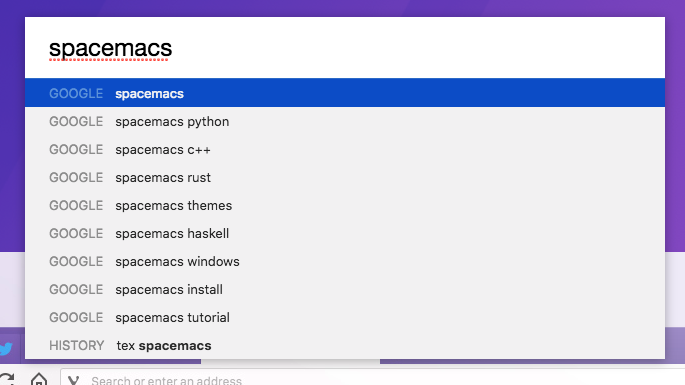 spacemacs
GOOGLE spacemacs
GOOGLE spacemacs python
GOOGLE spacemacs c++
GOOGLE spacemacs rust
GOOGLE spacemacs themes
GOOGLE spacemacs haskell
GOOGLE spacemacs windows
GOOGLE spacemacs install
GOOGLE spacemacs tutorial
HISTORY tex spacemacs
Search or enter an address